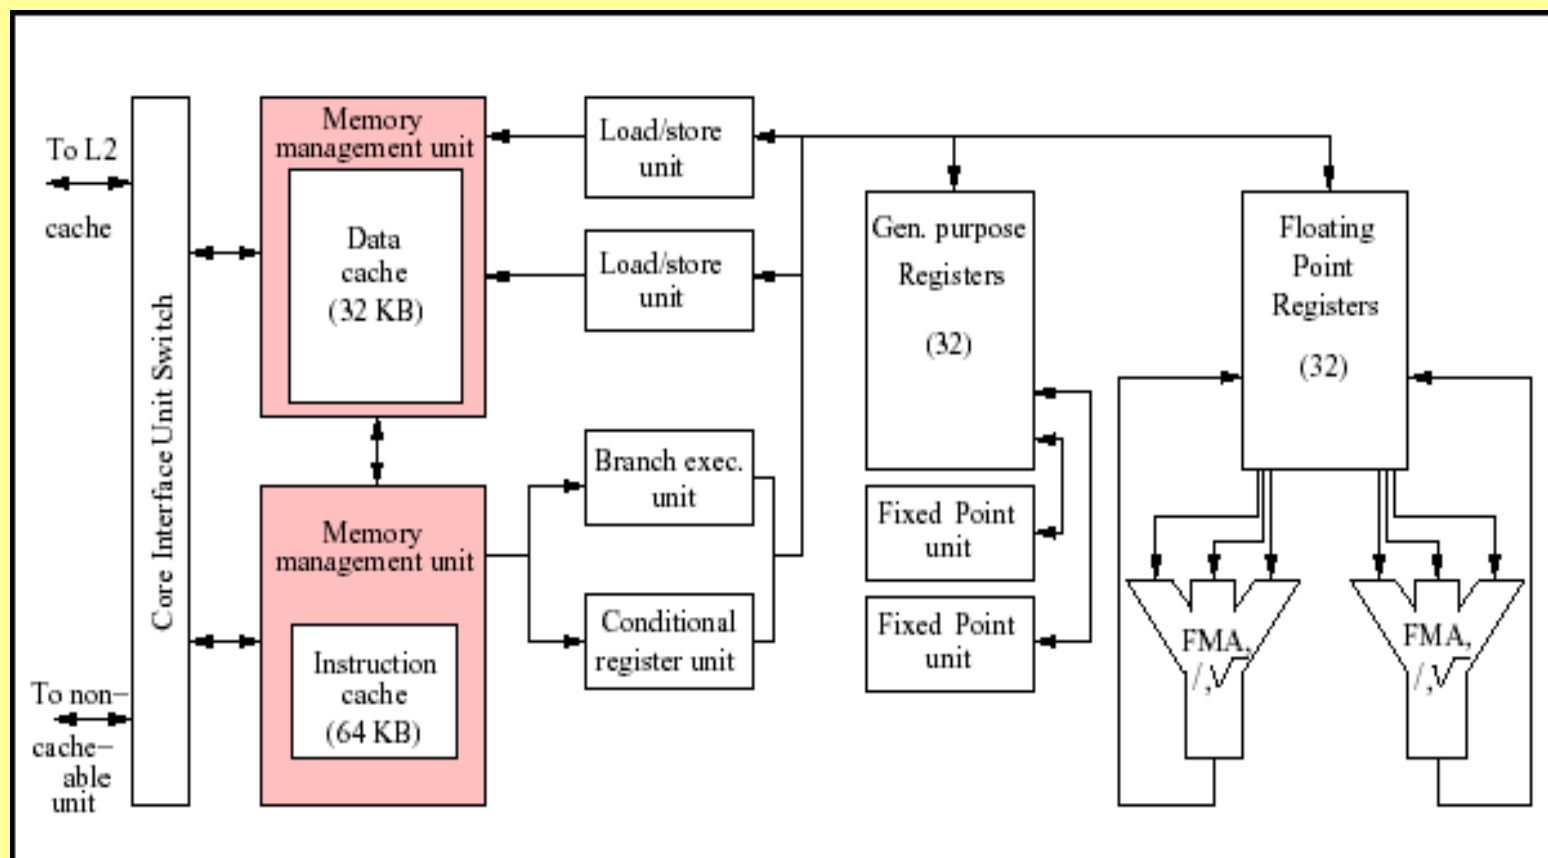 To L2
cache
To non-
cache-
able
unit
Core Interface Unit Switch
Memory
management unit
Data
cache
(32 KB)
Memory
management unit
Instruction
cache
(64 KB)
Load/store
unit
Load/store
unit
Branch exec.
unit
Conditional
register unit
Gen. purpose
Registers
(32)
Fixed Point
unit
Fixed Point
unit
Floating
Point
Registers
(32)
FMA,
/,√
FMA,
/,√